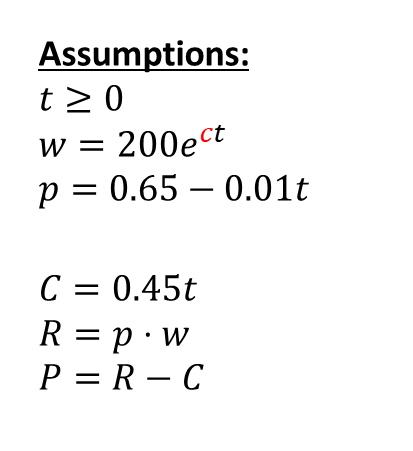 Assumptions:
t ≥ 0
w = 200e^{ct}
p = 0.65 − 0.01t
C = 0.45t
R = p · w
P = R − C